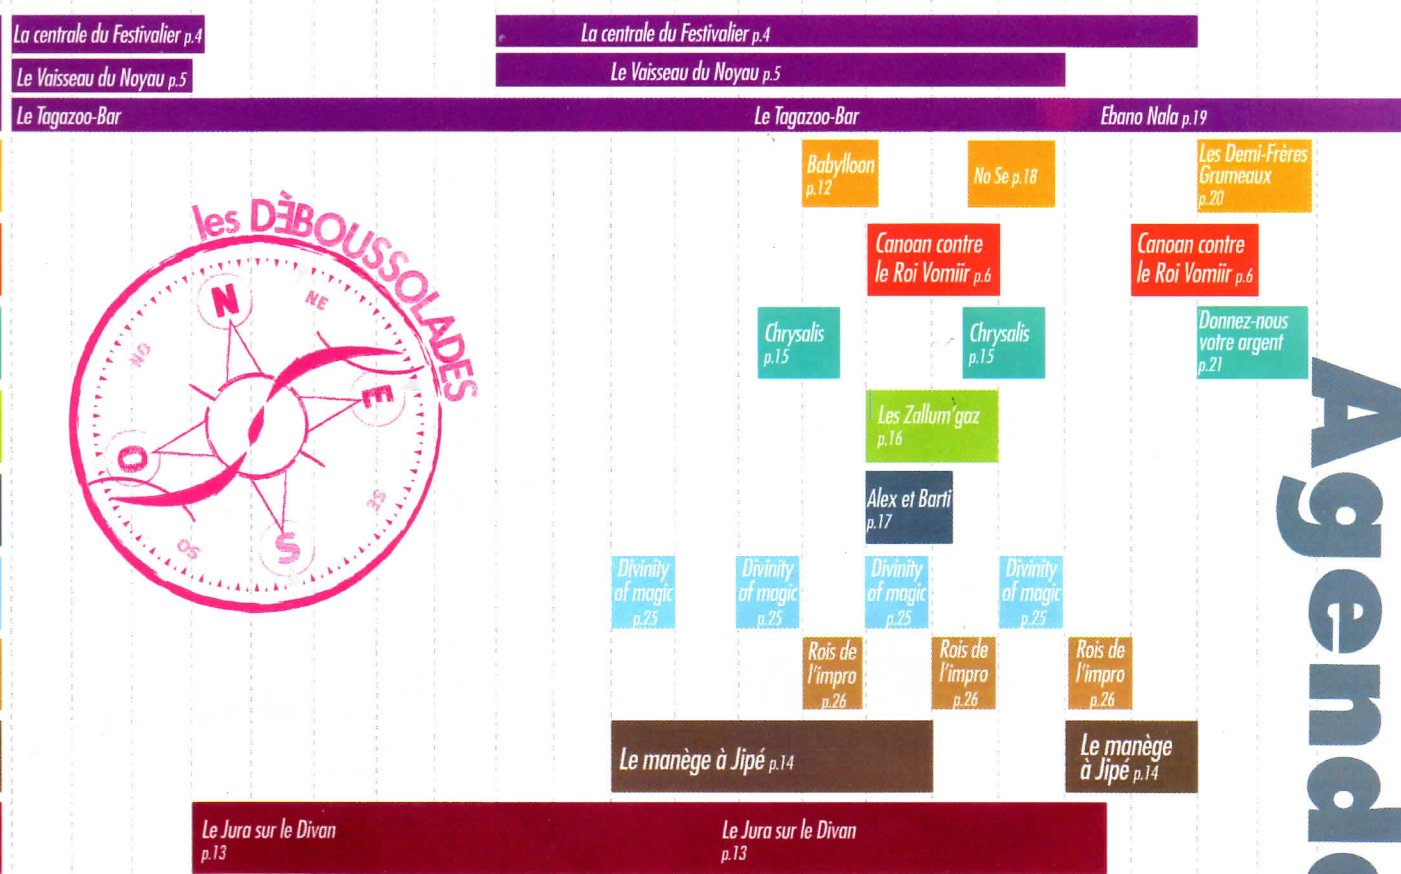 La centrale du Festivalier p.4
La centrale du Festivalier p.4
Le Vaisseau du Noyau p.5
Le Vaisseau du Noyau p.5
Le Tagazoo-Bar
Le Tagazoo-Bar
Ebano Nala p.19
Babylloon
p.12
No Se p.18
Les Demi-Frères
Grumeaux
p.20
les DÈBOUSSOLADES
N
NE
E
SE
S
SO
O
NO
Canoan contre
le Roi Vomiïr p.6
Canoan contre
le Roi Vomiïr p.6
Chrysalis
p.15
Chrysalis
p.15
Donnez-nous
votre argent
p.21
Les Zallum'gaz
p.16
Alex et Barti
p.17
Divinity
of magic
p.25
Divinity
of magic
p.25
Divinity
of magic
p.25
Divinity
of magic
p.25
Rois de
l'impro
p.26
Rois de
l'impro
p.26
Rois de
l'impro
p.26
Le manège à Jipé p.14
Le manège
à Jipé p.14
Le Jura sur le Divan
p.13
Le Jura sur le Divan
p.13
Agenda